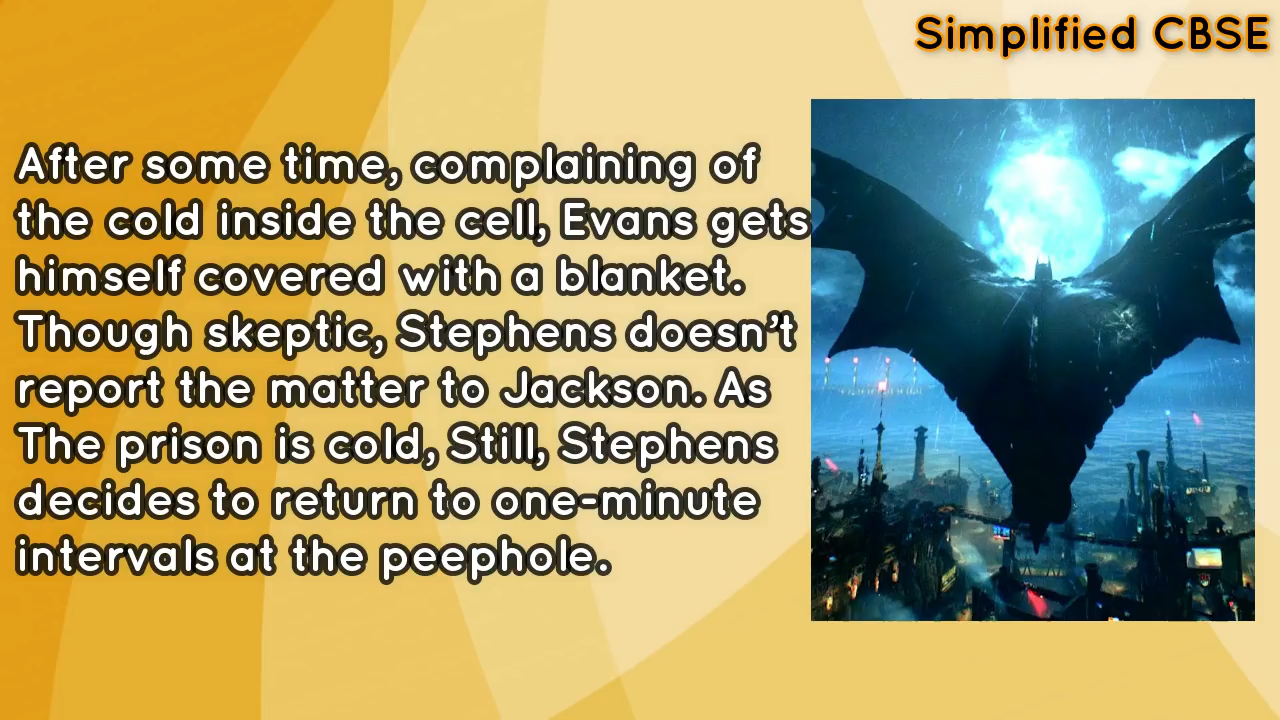 Simplified CBSE
After some time, complaining of
the cold inside the cell, Evans gets
himself covered with a blanket.
Though skeptic, Stephens doesn’t
report the matter to Jackson. As
The prison is cold, Still, Stephens
decides to return to one-minute
intervals at the peephole.